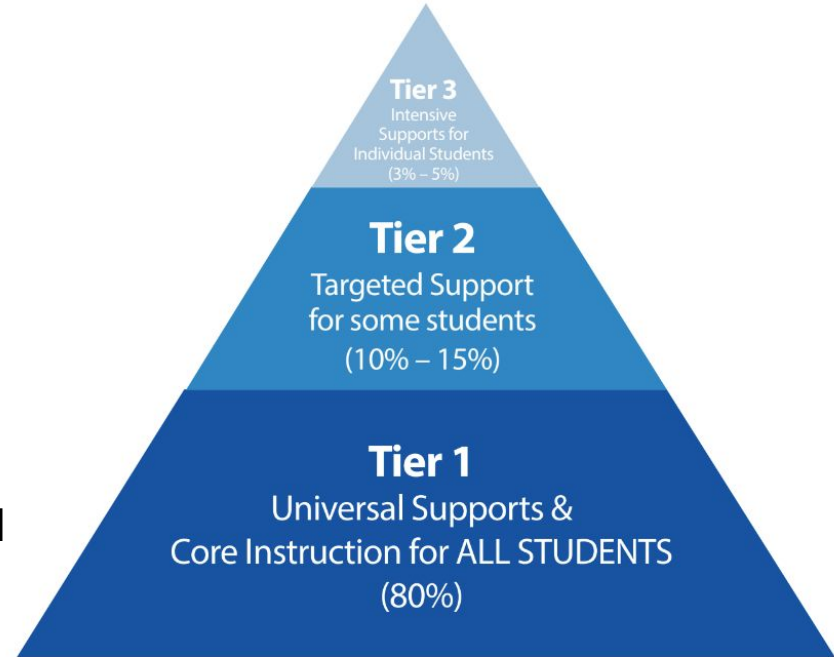 Tier 3
Intensive
Supports for
Individual Students
(3% – 5%)
Tier 2
Targeted Support
for some students
(10% – 15%)
Tier 1
Universal Supports &
Core Instruction for ALL STUDENTS
(80%)